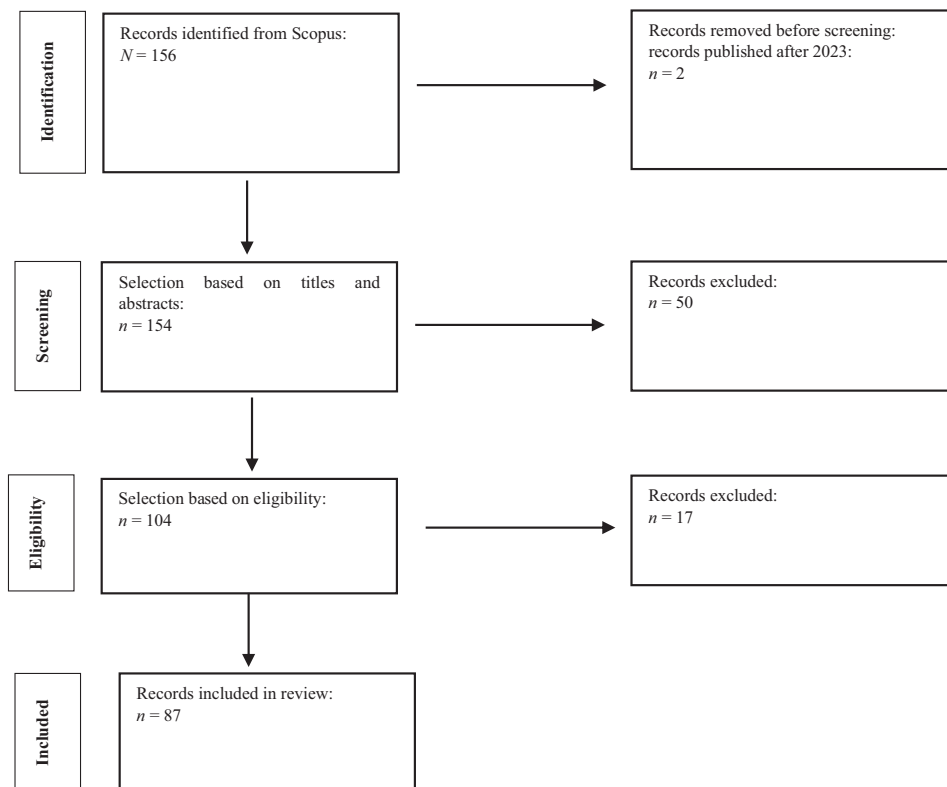 Identification
Records identified from Scopus:
N = 156
Records removed before screening:
records published after 2023:
n = 2
Screening
Selection based on titles and
abstracts:
n = 154
Records excluded:
n = 50
Eligibility
Selection based on eligibility:
n = 104
Records excluded:
n = 17
Included
Records included in review:
n = 87